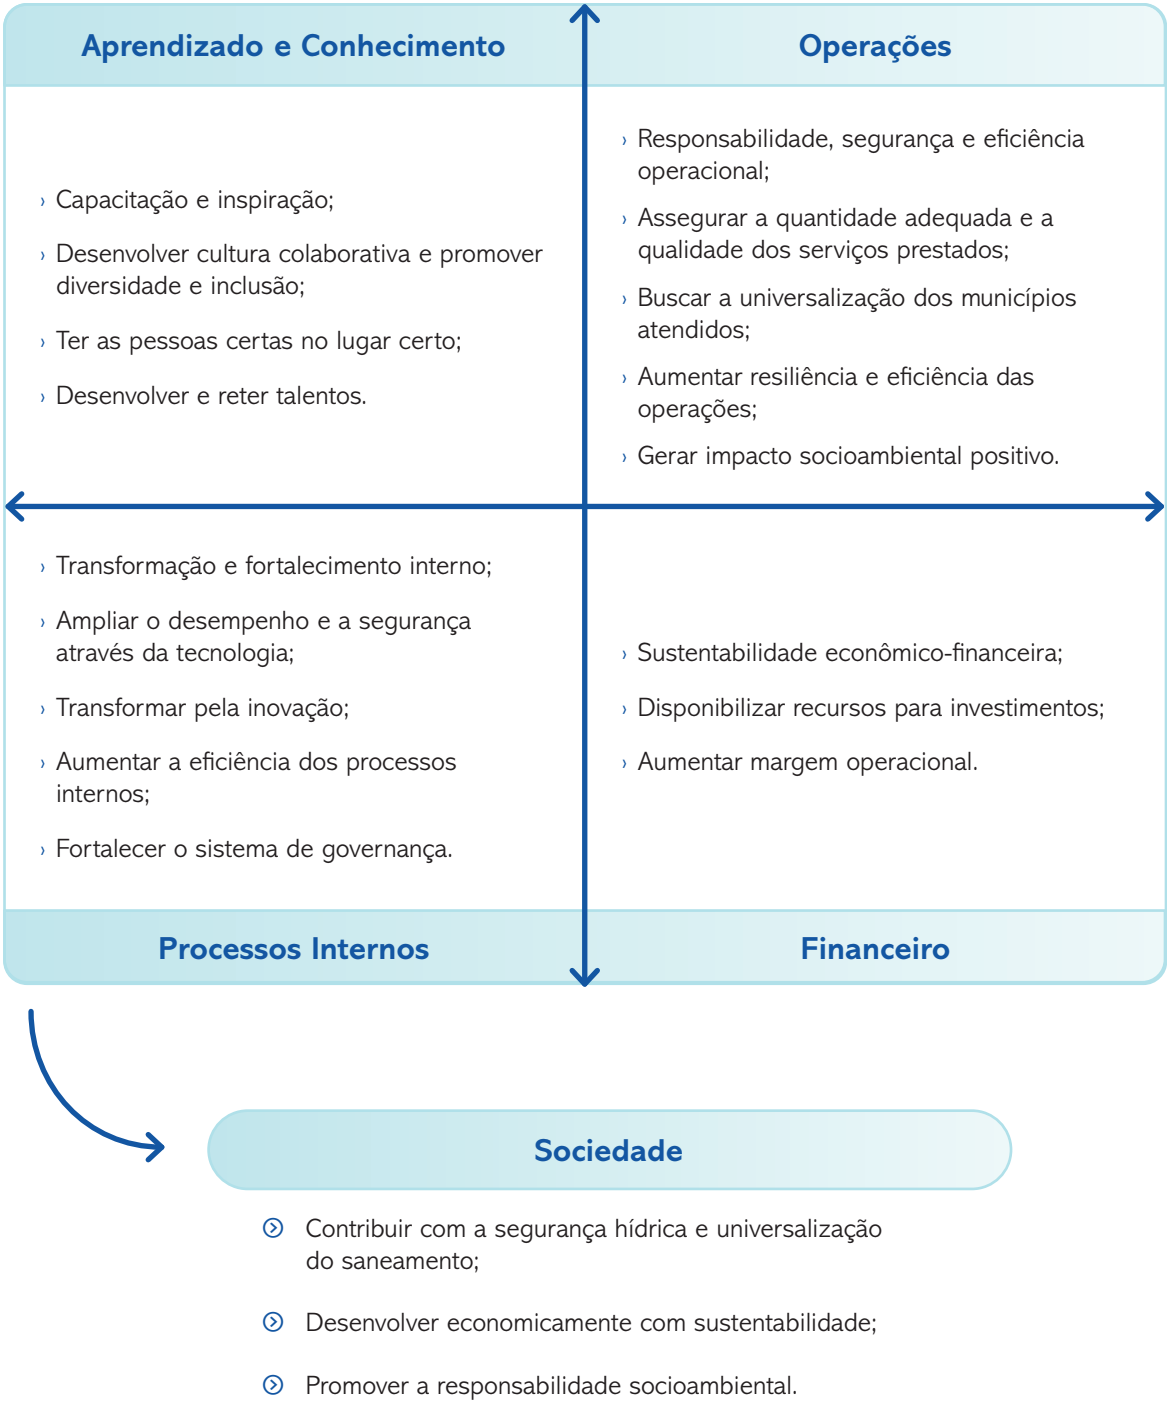 Aprendizado e Conhecimento
› Capacitação e inspiração;
› Desenvolver cultura colaborativa e promover
diversidade e inclusão;
› Ter as pessoas certas no lugar certo;
› Desenvolver e reter talentos.
Operações
› Responsabilidade, segurança e eficiência
operacional;
› Assegurar a quantidade adequada e a
qualidade dos serviços prestados;
› Buscar a universalização dos municípios
atendidos;
› Aumentar resiliência e eficiência das
operações;
› Gerar impacto socioambiental positivo.
› Transformação e fortalecimento interno;
› Ampliar o desempenho e a segurança
através da tecnologia;
› Transformar pela inovação;
› Aumentar a eficiência dos processos
internos;
› Fortalecer o sistema de governança.
Processos Internos
› Sustentabilidade econômico-financeira;
› Disponibilizar recursos para investimentos;
› Aumentar margem operacional.
Financeiro
Sociedade
Contribuir com a segurança hídrica e universalização
do saneamento;
Desenvolver economicamente com sustentabilidade;
Promover a responsabilidade socioambiental.